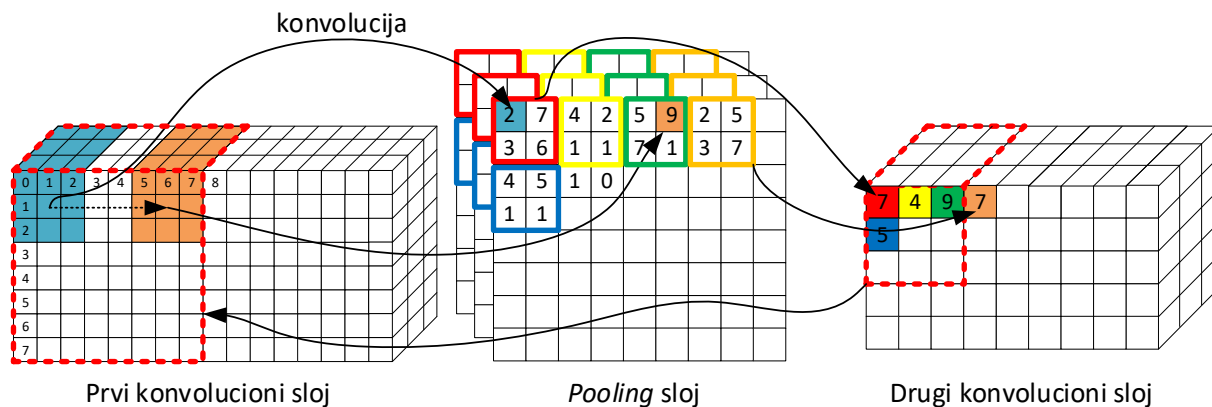 konvolucija
2 7 4 2 5 9 2 5
3 6 1 1 7 1 3 7
4 5 1 0
1 1
0 1 2 3 4 5 6 7 8
1
2
3
4
5
6
7
7 4 9 7
5
Prvi konvolucioni sloj
Pooling sloj
Drugi konvolucioni sloj